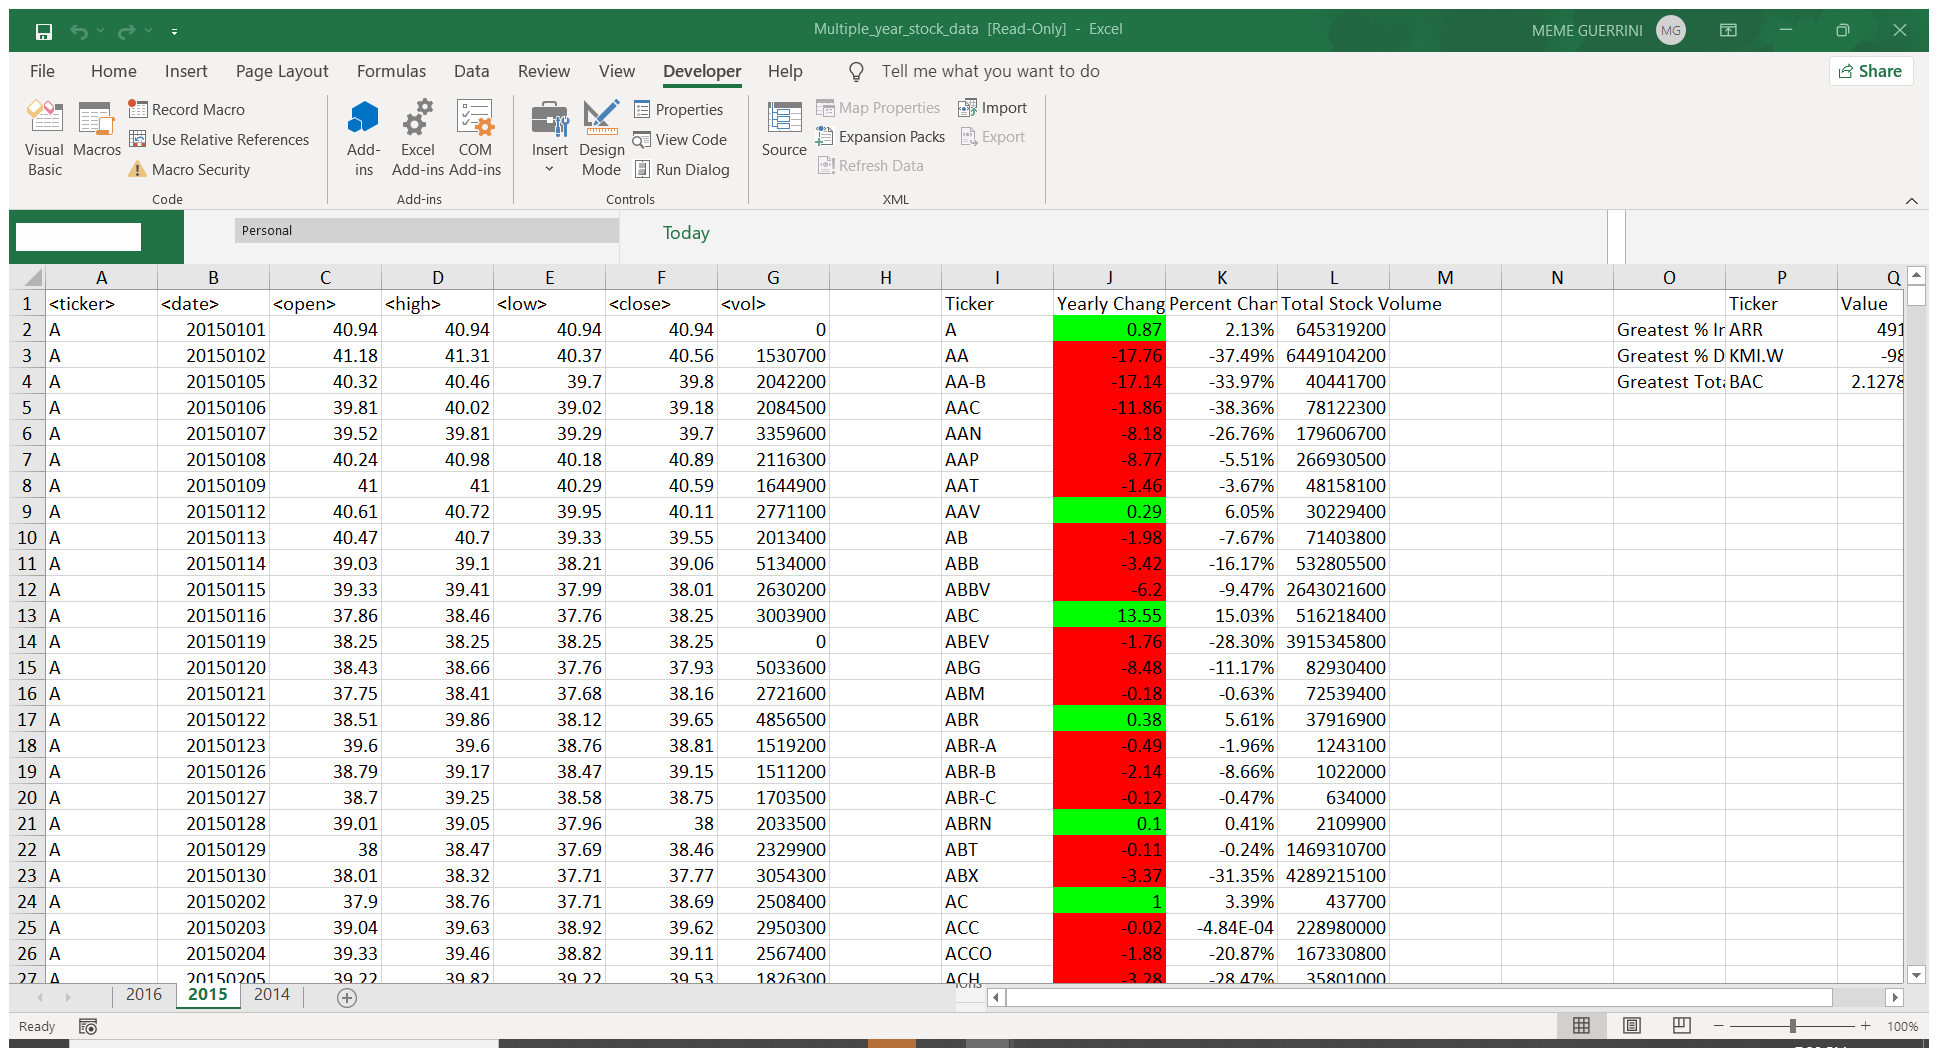 Multiple_year_stock_data [Read-Only] - Excel
MEME GUERRINI MG
File Home Insert Page Layout Formulas Data Review View Developer Help Tell me what you want to do Share
Visual Basic
Macros
Record Macro
Use Relative References
Macro Security
Code
Add-ins
Excel Add-ins
COM Add-ins
Add-ins
Insert
Design Mode
Properties
View Code
Run Dialog
Controls
Source
Map Properties
Expansion Packs
Refresh Data
Import
Export
XML
Personal
Today
A B C D E F G H I J K L M N O P Q
1 <ticker> <date> <open> <high> <low> <close> <vol> Ticker Yearly Chang Percent Chan Total Stock Volume Ticker Value
2 A 20150101 40.94 40.94 40.94 40.94 0 A 0.87 2.13% 645319200 Greatest % In ARR 491
3 A 20150102 41.18 41.31 40.37 40.56 1530700 AA -17.76 -37.49% 6449104200 Greatest % D KMI.W -98
4 A 20150105 40.32 40.46 39.7 39.8 2042200 AA-B -17.14 -33.97% 40441700 Greatest Tota BAC 2.1278
5 A 20150106 39.81 40.02 39.02 39.18 2084500 AAC -11.86 -38.36% 78122300
6 A 20150107 39.52 39.81 39.29 39.7 3359600 AAN -8.18 -26.76% 179606700
7 A 20150108 40.24 40.98 40.18 40.89 2116300 AAP -8.77 -5.51% 266930500
8 A 20150109 41 41 40.29 40.59 1644900 AAT -1.46 -3.67% 48158100
9 A 20150112 40.61 40.72 39.95 40.11 2771100 AAV 0.29 6.05% 30229400
10 A 20150113 40.47 40.7 39.33 39.55 2013400 AB -1.98 -7.67% 71403800
11 A 20150114 39.03 39.1 38.21 39.06 5134000 ABB -3.42 -16.17% 532805500
12 A 20150115 39.33 39.41 37.99 38.01 2630200 ABBV -6.2 -9.47% 2643021600
13 A 20150116 37.86 38.46 37.76 38.25 3003900 ABC 13.55 15.03% 516218400
14 A 20150119 38.25 38.25 38.25 38.25 0 ABEV -1.76 -28.30% 3915345800
15 A 20150120 38.43 38.66 37.76 37.93 5033600 ABG -8.48 -11.17% 82930400
16 A 20150121 37.75 38.41 37.68 38.16 2721600 ABM -0.18 -0.63% 72539400
17 A 20150122 38.51 39.86 38.12 39.65 4856500 ABR 0.38 5.61% 37916900
18 A 20150123 39.6 39.6 38.76 38.81 1519200 ABR-A -0.49 -1.96% 1243100
19 A 20150126 38.79 39.17 38.47 39.15 1511200 ABR-B -2.14 -8.66% 1022000
20 A 20150127 38.7 39.25 38.58 38.75 1703500 ABR-C -0.12 -0.47% 634000
21 A 20150128 39.01 39.05 37.96 38 2033500 ABRN 0.1 0.41% 2109900
22 A 20150129 38 38.47 37.69 38.46 2329900 ABT -0.11 -0.24% 1469310700
23 A 20150130 38.01 38.32 37.71 37.77 3054300 ABX -3.37 -31.35% 4289215100
24 A 20150202 37.9 38.76 37.71 38.69 2508400 AC 1 3.39% 437700
25 A 20150203 39.04 39.63 38.92 39.62 2950300 ACC -0.02 -4.84E-04 228980000
26 A 20150204 39.33 39.46 38.82 39.11 2567400 ACCO -1.88 -20.87% 167330800
27 A 20150205 39.22 39.82 39.22 39.53 1826300 ACH -3.28 -28.47% 35801000
2016 2015 2014
Ready 100%